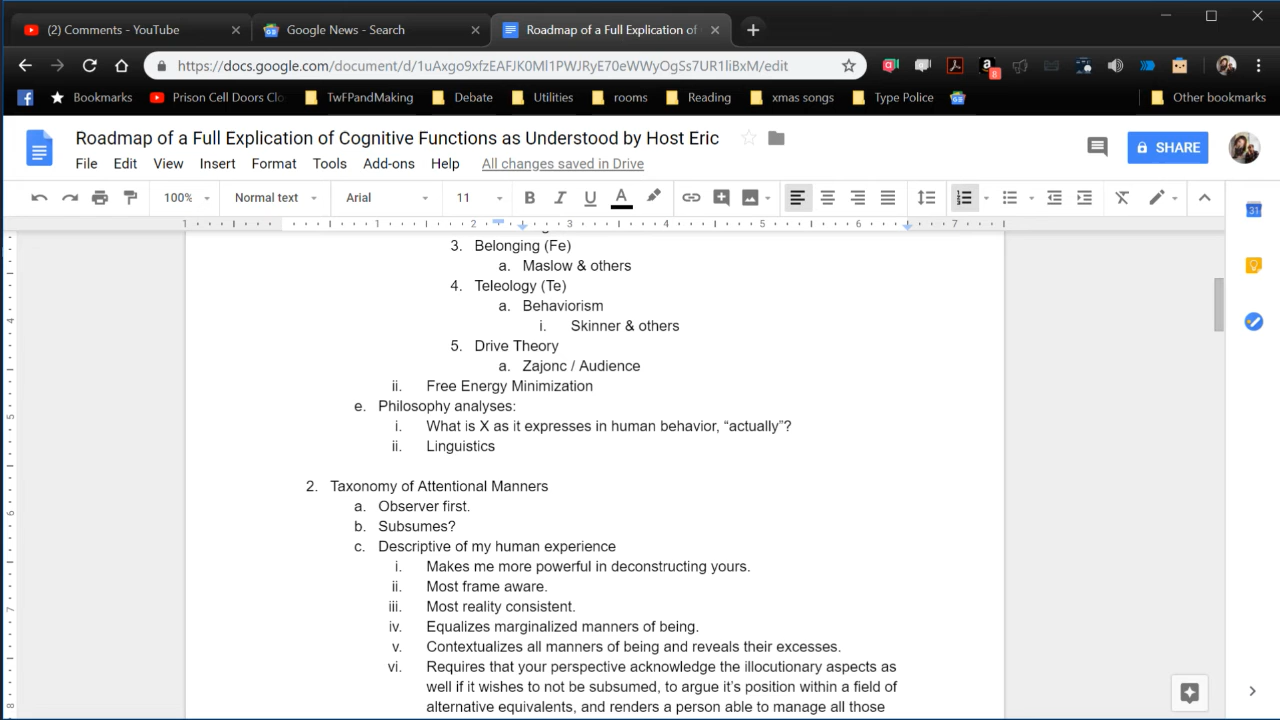 (2) Comments - YouTube
Google News - Search
Roadmap of a Full Explication of
https://docs.google.com/document/d/1uAxgo9xfzEAFJK0Ml1PWJRyE70eWWyOgSs7UR1liBxM/edit
8
Bookmarks
Prison Cell Doors Clo
TwFPandMaking
Debate
Utilities
rooms
Reading
xmas songs
Type Police
Other bookmarks
Roadmap of a Full Explication of Cognitive Functions as Understood by Host Eric
SHARE
File Edit View Insert Format Tools Add-ons Help All changes saved in Drive
100% Normal text Arial 11 B I U A
1 2 3 4 5 6 7
31
3. Belonging (Fe)
a. Maslow & others
4. Teleology (Te)
a. Behaviorism
i. Skinner & others
5. Drive Theory
a. Zajonc / Audience
ii. Free Energy Minimization
e. Philosophy analyses:
i. What is X as it expresses in human behavior, “actually”?
ii. Linguistics
2. Taxonomy of Attentional Manners
a. Observer first.
b. Subsumes?
c. Descriptive of my human experience
i. Makes me more powerful in deconstructing yours.
ii. Most frame aware.
iii. Most reality consistent.
iv. Equalizes marginalized manners of being.
v. Contextualizes all manners of being and reveals their excesses.
vi. Requires that your perspective acknowledge the illocutionary aspects as
well if it wishes to not be subsumed, to argue it’s position within a field of
alternative equivalents, and renders a person able to manage all those